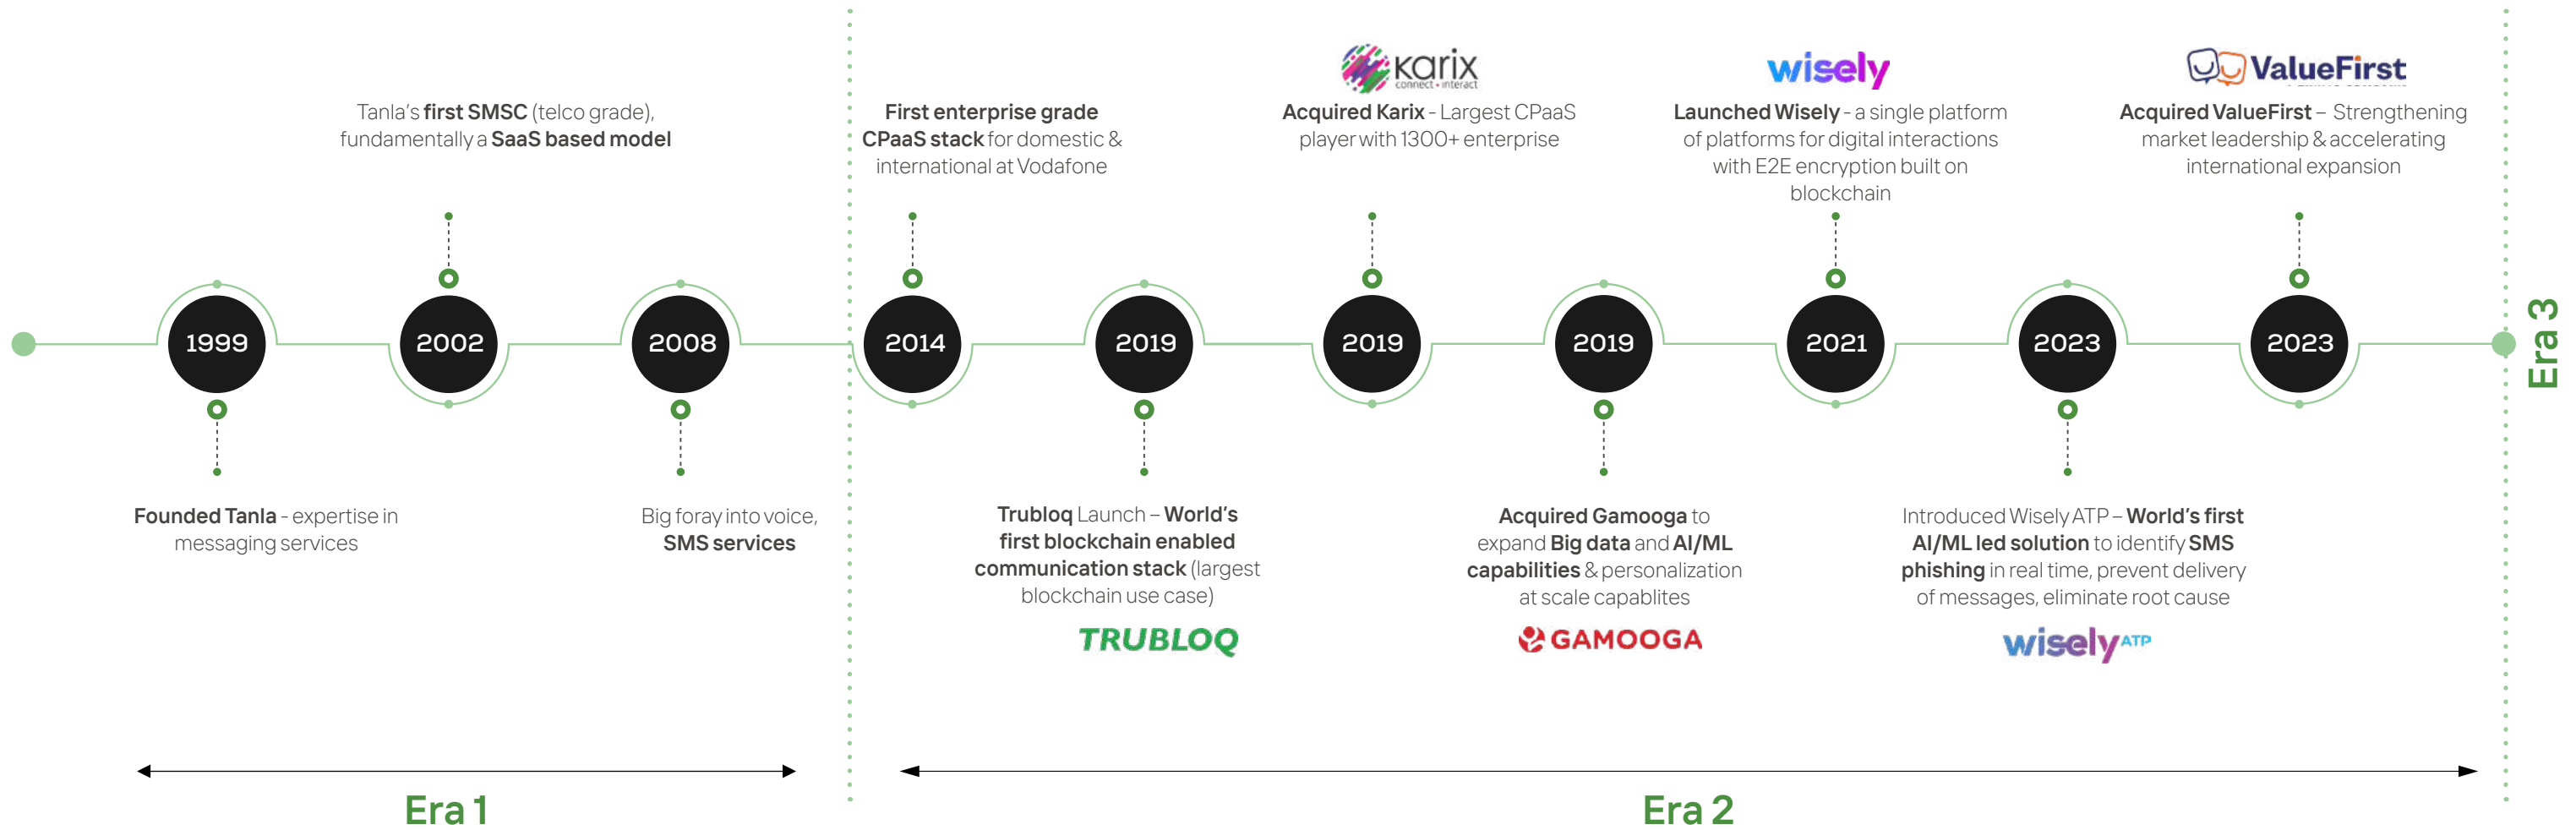 Tanla's first SMSC (telco grade),
fundamentally a SaaS based model
First enterprise grade
CPaaS stack for domestic &
international at Vodafone
karix
connect • interact
Acquired Karix - Largest CPaaS
player with 1300+ enterprise
wisely
Launched Wisely - a single platform
of platforms for digital interactions
with E2E encryption built on
blockchain
ValueFirst
Acquired ValueFirst – Strengthening
market leadership & accelerating
international expansion
1999
2002
2008
2014
2019
2019
2019
2021
2023
2023
Era 3
Founded Tanla - expertise in
messaging services
Big foray into voice,
SMS services
Trubloq Launch – World's
first blockchain enabled
communication stack (largest
blockchain use case)
TRUBLOQ
Acquired Gamooga to
expand Big data and AI/ML
capabilities & personalization
at scale capablites
GAMOOGA
Introduced Wisely ATP – World's first
AI/ML led solution to identify SMS
phishing in real time, prevent delivery
of messages, eliminate root cause
wisely ATP
Era 1
Era 2